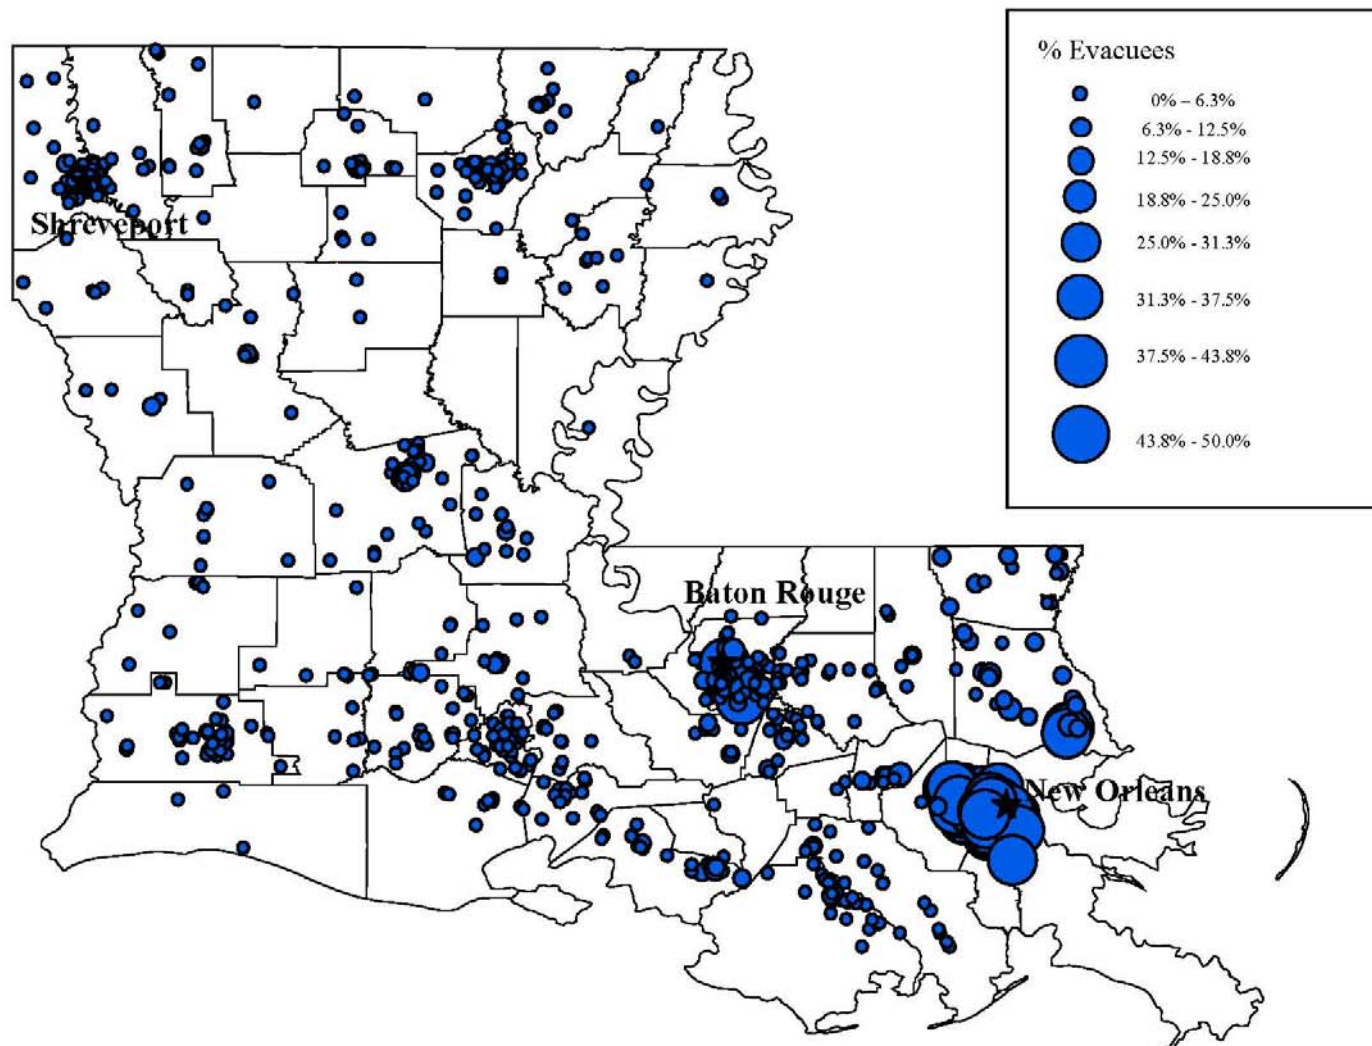 % Evacuees
0% – 6.3%
6.3% - 12.5%
12.5% - 18.8%
18.8% - 25.0%
25.0% - 31.3%
31.3% - 37.5%
37.5% - 43.8%
43.8% - 50.0%
Shreveport
Baton Rouge
New Orleans